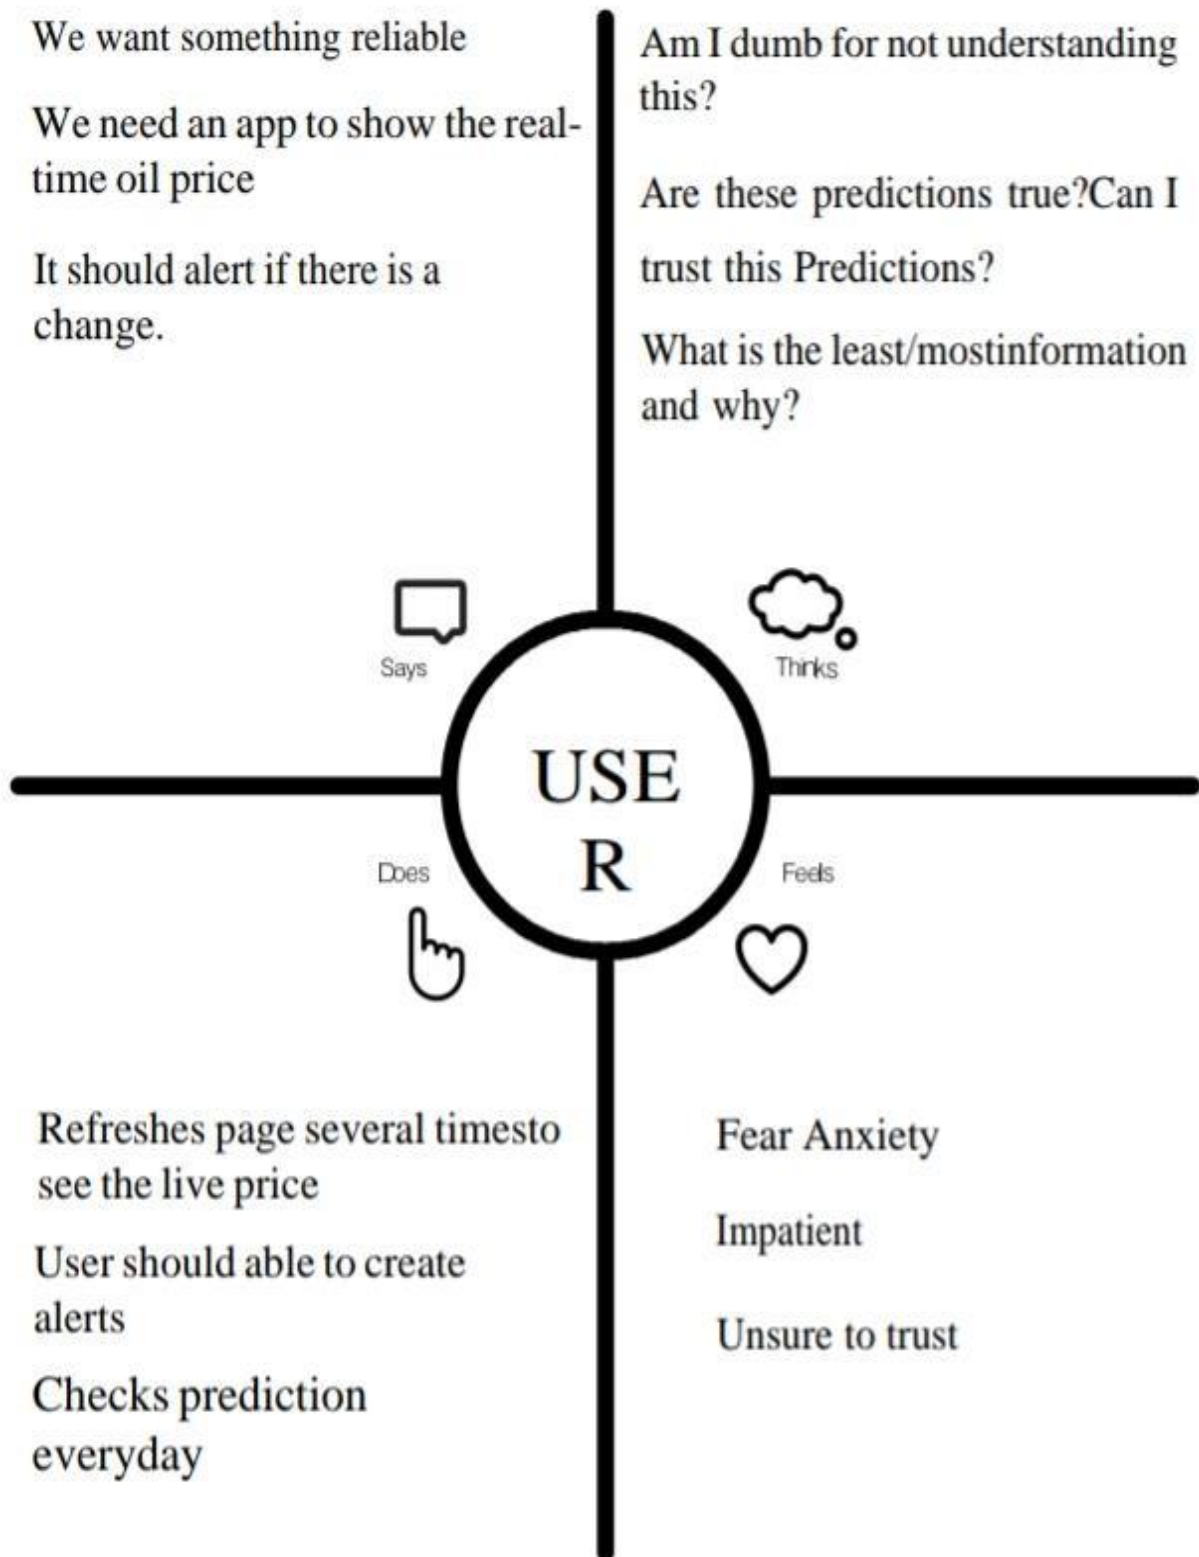 We want something reliable
We need an app to show the real-
time oil price
It should alert if there is a
change.
Am I dumb for not understanding
this?
Are these predictions true?Can I
trust this Predictions?
What is the least/mostinformation
and why?
Says
Thinks
USE
R
Does
Feels
Refreshes page several timesto
see the live price
User should able to create
alerts
Checks prediction
everyday
Fear Anxiety
Impatient
Unsure to trust